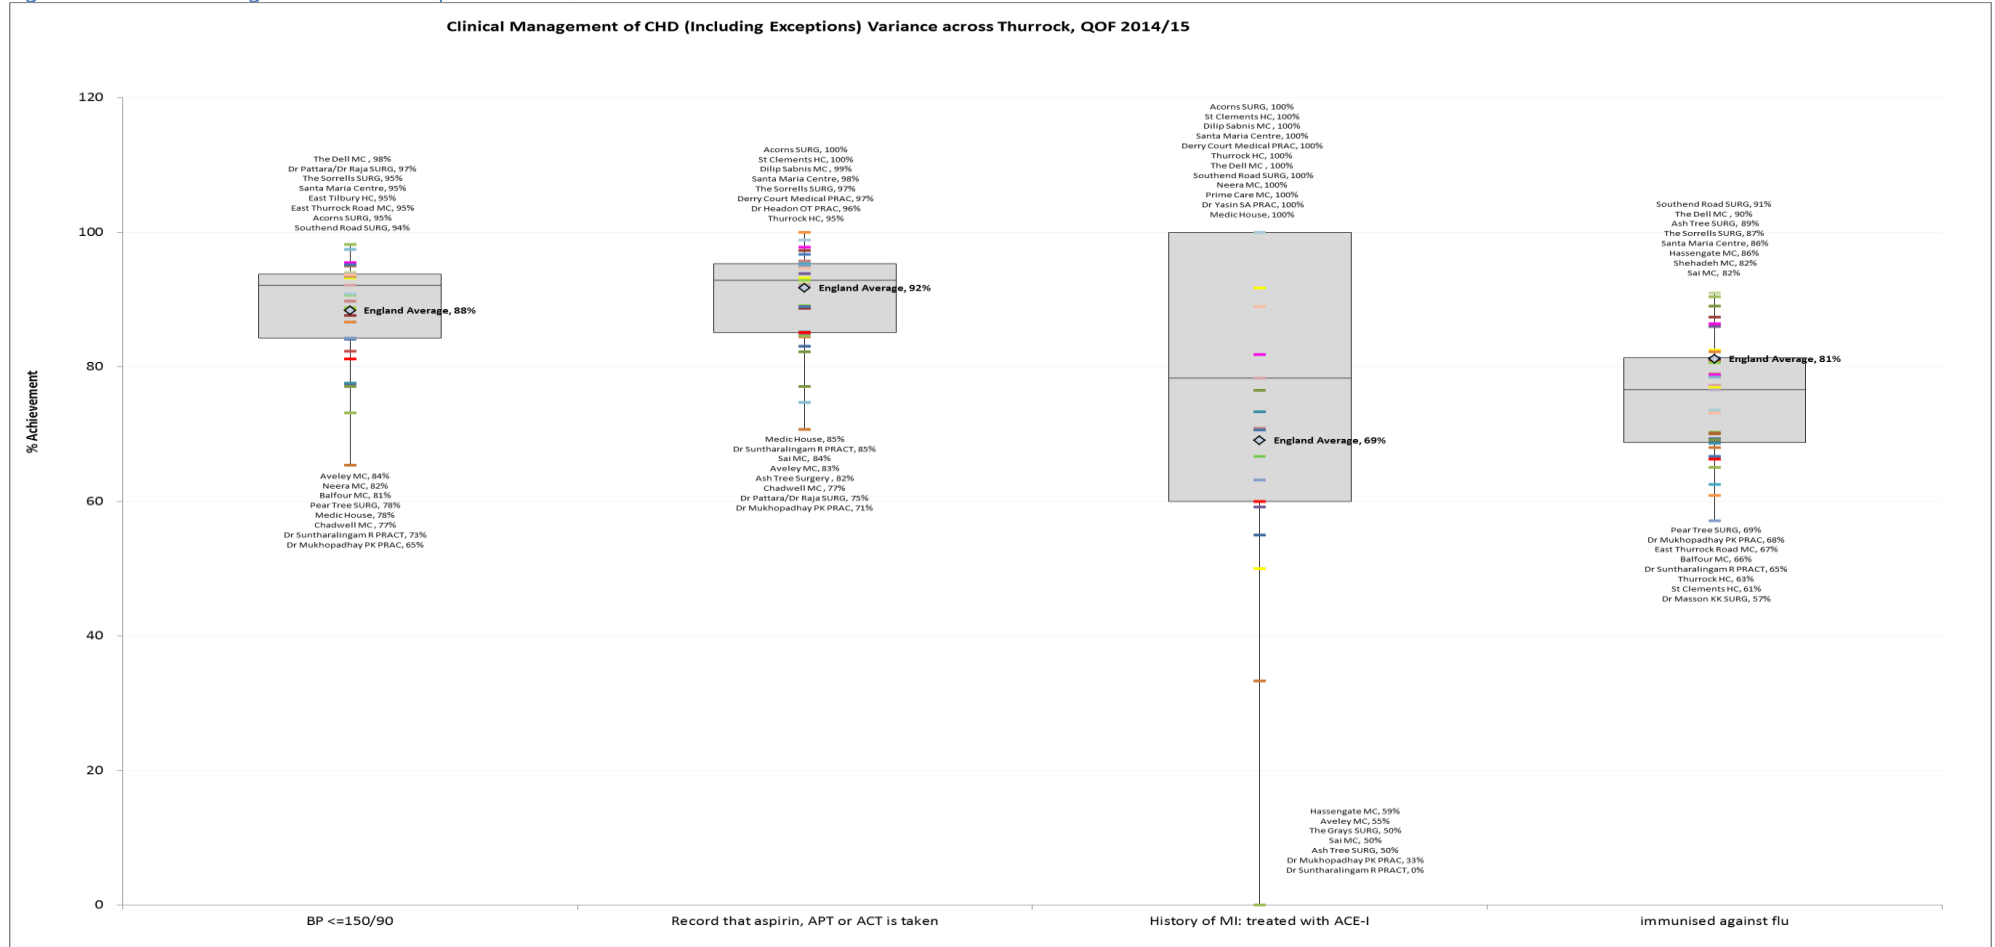 Clinical Management of CHD (Including Exceptions) Variance across Thurrock, QOF 2014/15
% Achievement
120
100
80
60
40
20
0
The Dell MC , 98%
Dr Pattara/Dr Raja SURG, 97%
The Sorrells SURG, 95%
Santa Maria Centre, 95%
East Tilbury HC, 95%
East Thurrock Road MC, 95%
Acorns SURG, 95%
Southend Road SURG, 94%
England Average, 88%
Aveley MC, 84%
Neera MC, 82%
Balfour MC, 81%
Pear Tree SURG, 78%
Medic House, 78%
Chadwell MC , 77%
Dr Suntharalingam R PRACT, 73%
Dr Mukhopadhay PK PRAC, 65%
Acorns SURG, 100%
St Clements HC, 100%
Dilip Sabnis MC , 99%
Santa Maria Centre, 98%
The Sorrells SURG, 97%
Derry Court Medical PRAC, 97%
Dr Headon OT PRAC, 96%
Thurrock HC, 95%
England Average, 92%
Medic House, 85%
Dr Suntharalingam R PRACT, 85%
Sai MC, 84%
Aveley MC, 83%
Ash Tree Surgery , 82%
Chadwell MC , 77%
Dr Pattara/Dr Raja SURG, 75%
Dr Mukhopadhay PK PRAC, 71%
Acorns SURG, 100%
St Clements HC, 100%
Dilip Sabnis MC , 100%
Santa Maria Centre, 100%
Derry Court Medical PRAC, 100%
Thurrock HC, 100%
The Dell MC , 100%
Southend Road SURG, 100%
Neera MC, 100%
Prime Care MC, 100%
Dr Yasin SA PRAC, 100%
Medic House, 100%
England Average, 69%
Hassengate MC, 59%
Aveley MC, 55%
The Grays SURG, 50%
Sai MC, 50%
Ash Tree SURG, 50%
Dr Mukhopadhay PK PRAC, 33%
Dr Suntharalingam R PRACT, 0%
Southend Road SURG, 91%
The Dell MC , 90%
Ash Tree SURG, 89%
The Sorrells SURG, 87%
Santa Maria Centre, 86%
Hassengate MC, 86%
Shehadeh MC, 82%
Sai MC, 82%
England Average, 81%
Pear Tree SURG, 69%
Dr Mukhopadhay PK PRAC, 68%
East Thurrock Road MC, 67%
Balfour MC, 66%
Dr Suntharalingam R PRACT, 65%
Thurrock HC, 63%
St Clements HC, 61%
Dr Masson KK SURG, 57%
BP <=150/90
Record that aspirin, APT or ACT is taken
History of MI: treated with ACE-I
immunised against flu